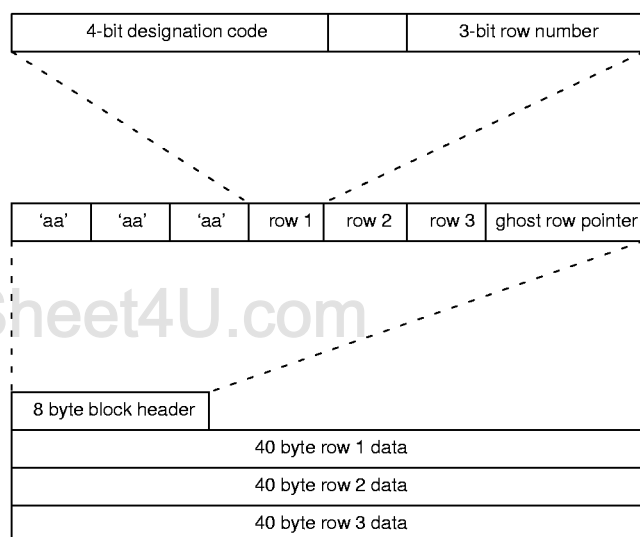 4-bit designation code 3-bit row number
‘aa’ ‘aa’ ‘aa’ row 1 row 2 row 3 ghost row pointer
Sheet4U.com
8 byte block header
40 byte row 1 data
40 byte row 2 data
40 byte row 3 data